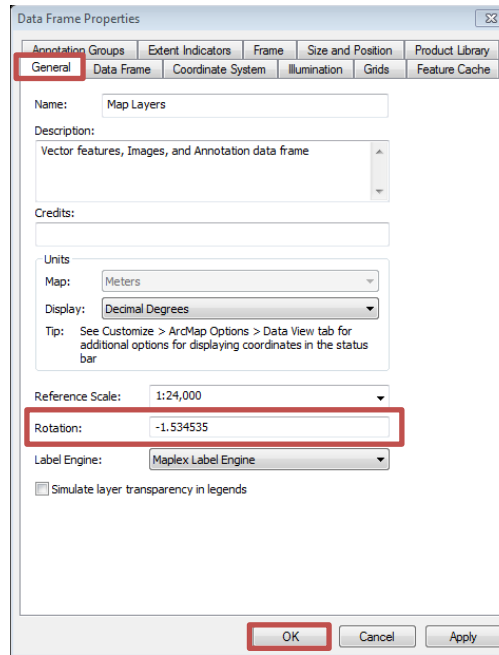 Data Frame Properties
Annotation Groups Extent Indicators Frame Size and Position Product Library
General Data Frame Coordinate System Illumination Grids Feature Cache
Name: Map Layers
Description:
Vector features, Images, and Annotation data frame
Credits:
Units
Map: Meters
Display: Decimal Degrees
Tip: See Customize > ArcMap Options > Data View tab for
additional options for displaying coordinates in the status
bar
Reference Scale: 1:24,000
Rotation: -1.534535
Label Engine: Maplex Label Engine
Simulate layer transparency in legends
OK Cancel Apply